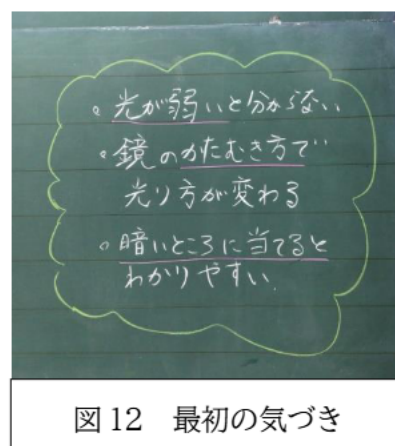 。光が弱いと分からない
。鏡のかたむき方で
光り方が変わる
。暗いところに当てると
わかりやすい.
図12 最初の気づき